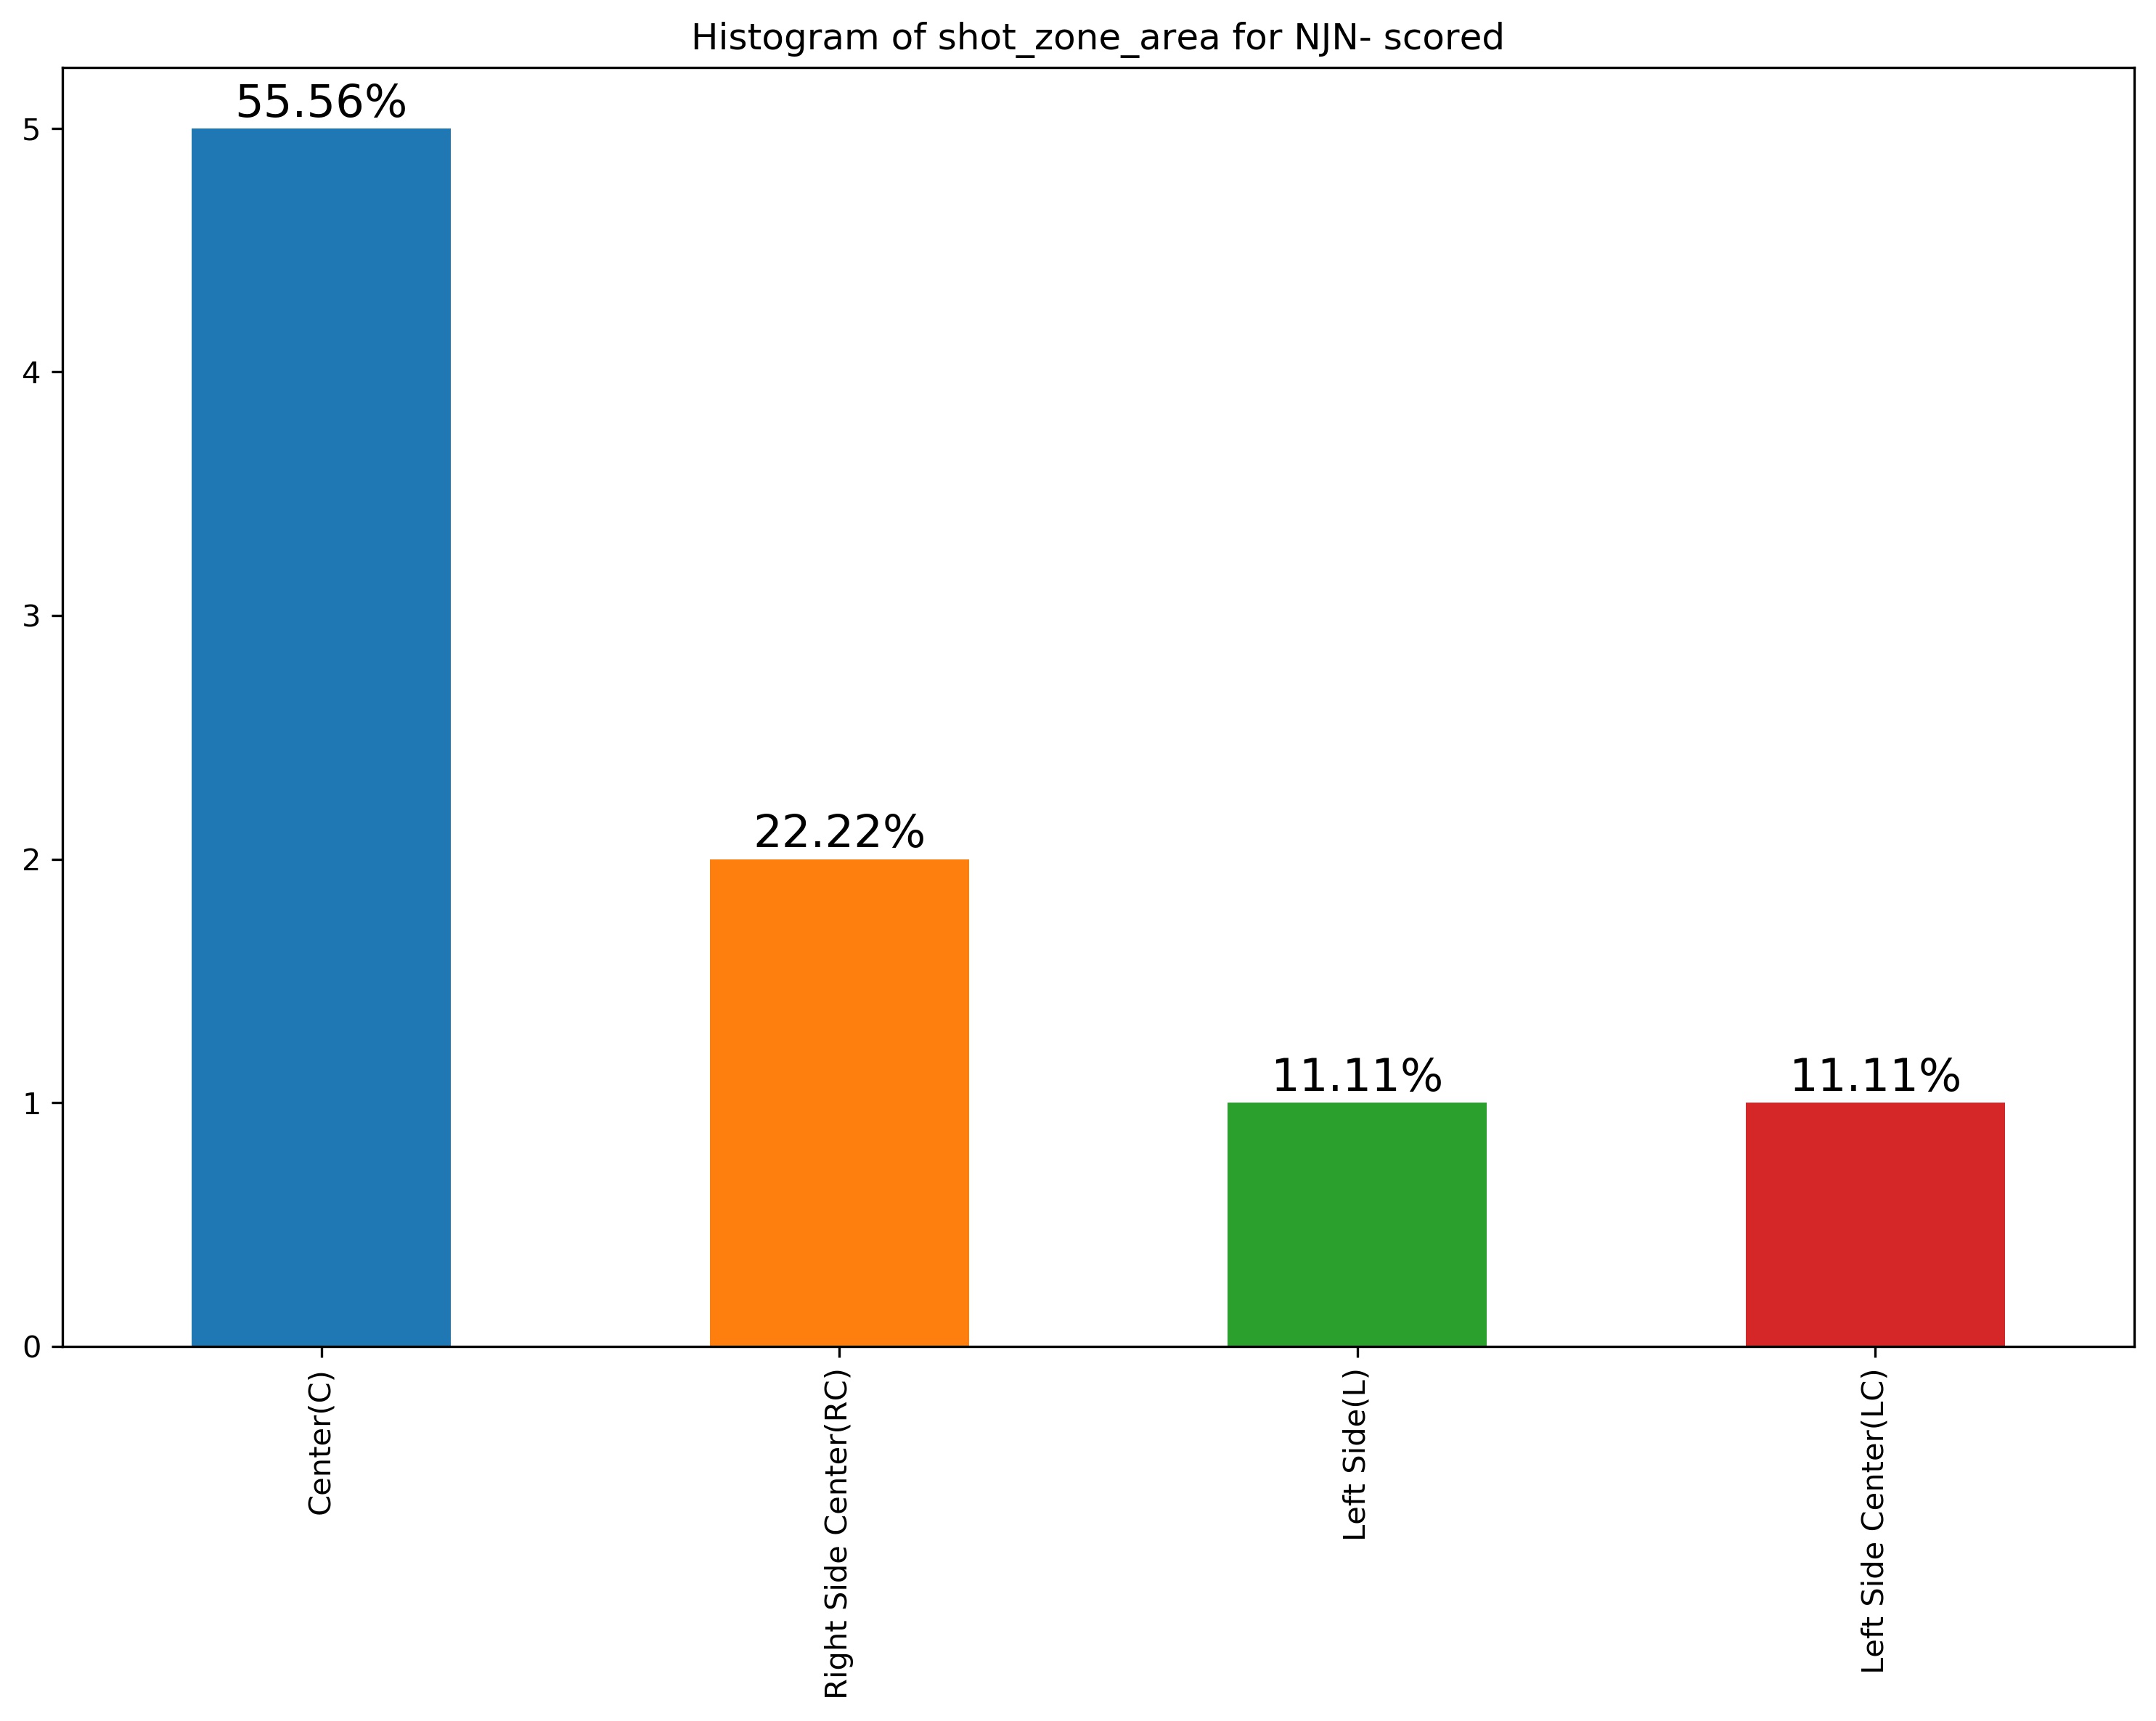 Histogram of shot_zone_area for NJN- scored
55.56%
22.22%
11.11%
11.11%
5
4
3
2
1
0
Center(C)
Right Side Center(RC)
Left Side(L)
Left Side Center(LC)